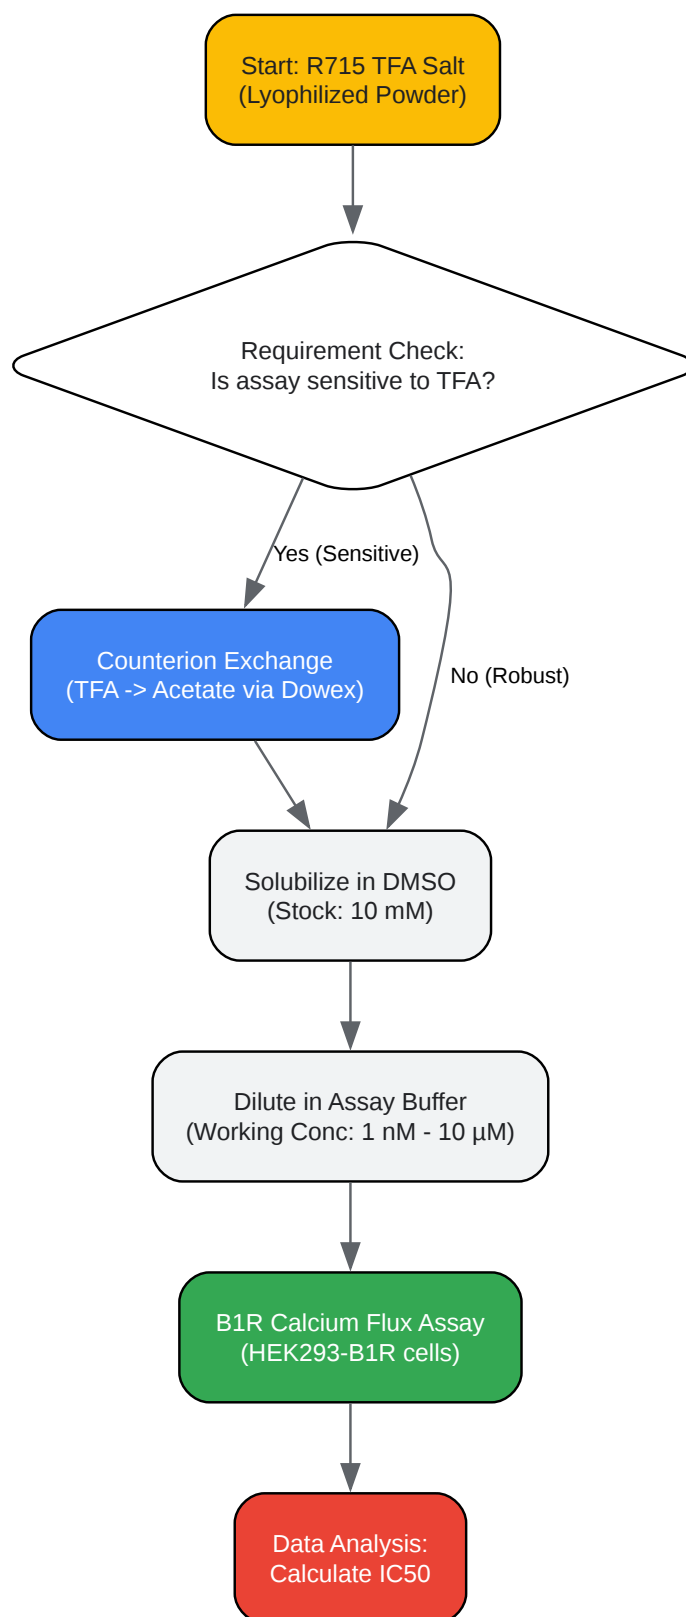 Start: R715 TFA Salt
(Lyophilized Powder)
Requirement Check:
Is assay sensitive to TFA?
Yes (Sensitive)
Counterion Exchange
(TFA -> Acetate via Dowex)
No (Robust)
Solubilize in DMSO
(Stock: 10 mM)
Dilute in Assay Buffer
(Working Conc: 1 nM - 10 µM)
B1R Calcium Flux Assay
(HEK293-B1R cells)
Data Analysis:
Calculate IC50